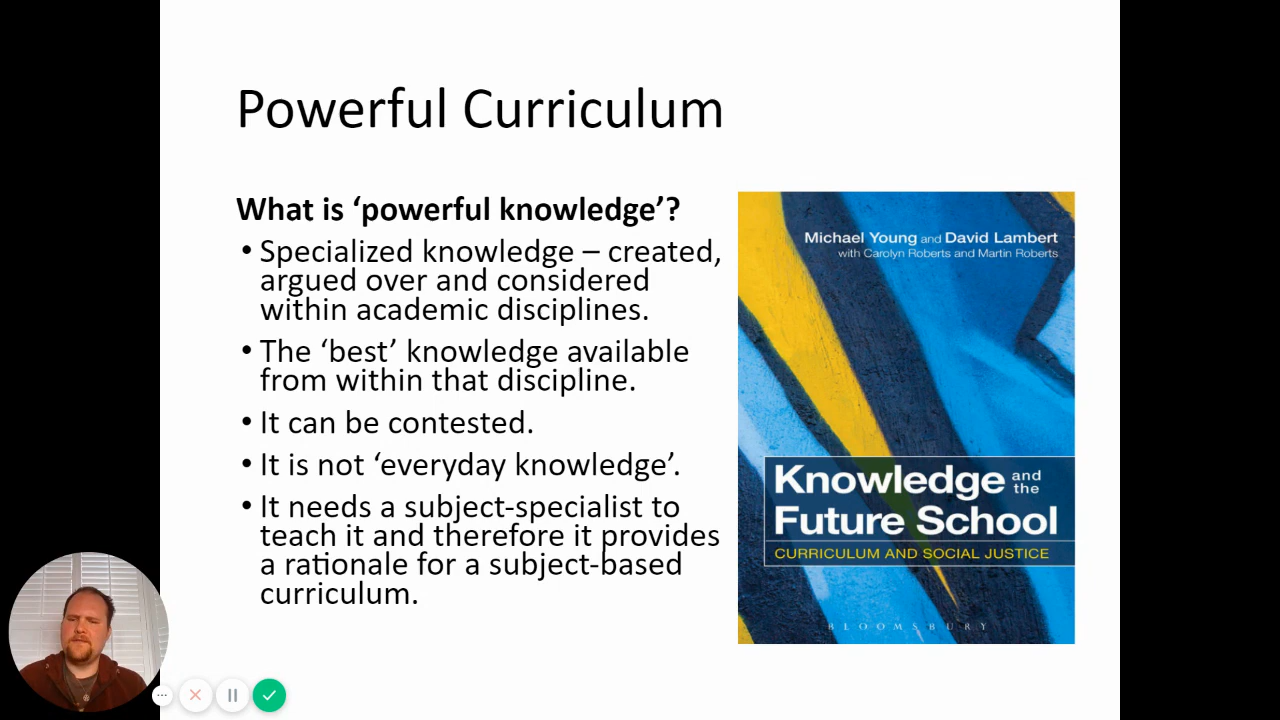 Powerful Curriculum
What is ‘powerful knowledge’?
• Specialized knowledge – created,
argued over and considered
within academic disciplines.
• The ‘best’ knowledge available
from within that discipline.
• It can be contested.
• It is not ‘everyday knowledge’.
• It needs a subject-specialist to
teach it and therefore it provides
a rationale for a subject-based
curriculum.
Michael Young and David Lambert
with Carolyn Roberts and Martin Roberts
Knowledge and the
Future School
CURRICULUM AND SOCIAL JUSTICE
BLOOMSBURY